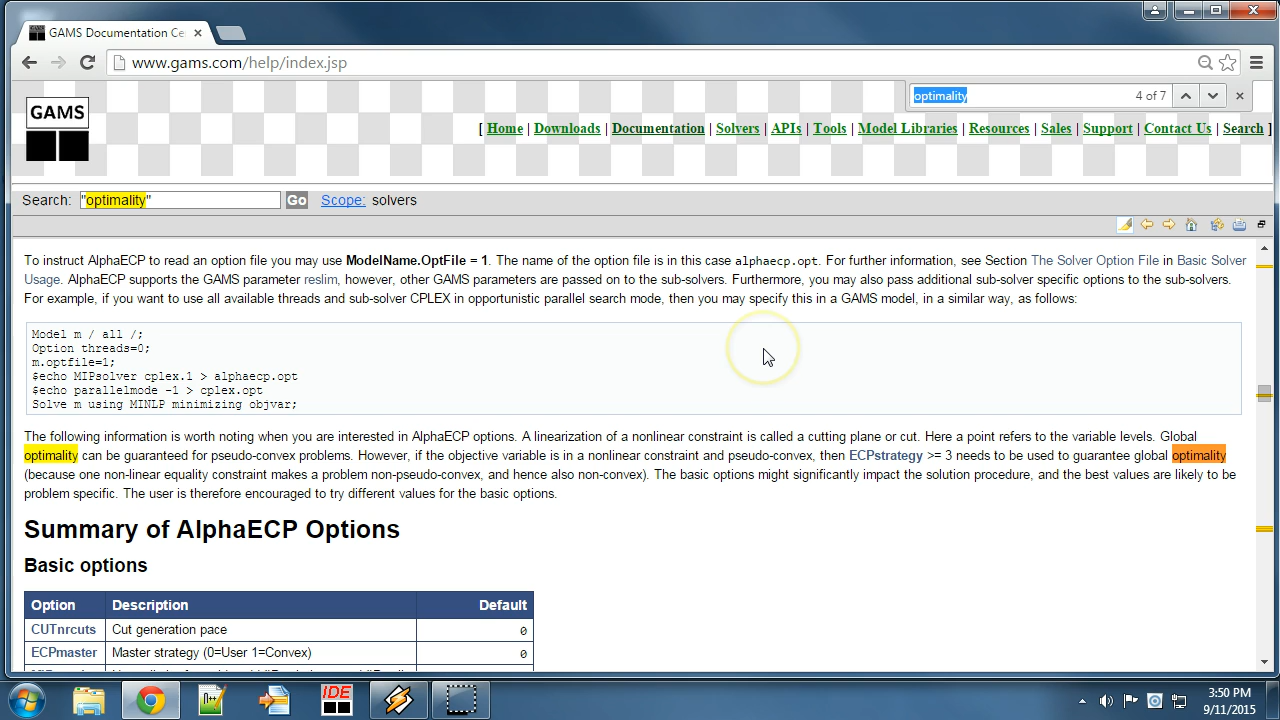 GAMS Documentation Ce
www.gams.com/help/index.jsp
optimality 4 of 7
GAMS
[ Home | Downloads | Documentation | Solvers | APIs | Tools | Model Libraries | Resources | Sales | Support | Contact Us | Search ]
Search: "optimality" Go Scope: solvers
To instruct AlphaECP to read an option file you may use ModelName.OptFile = 1. The name of the option file is in this case alphaecp.opt. For further information, see Section The Solver Option File in Basic Solver
Usage. AlphaECP supports the GAMS parameter reslim, however, other GAMS parameters are passed on to the sub-solvers. Furthermore, you may also pass additional sub-solver specific options to the sub-solvers.
For example, if you want to use all available threads and sub-solver CPLEX in opportunistic parallel search mode, then you may specify this in a GAMS model, in a similar way, as follows:
Model m / all /;
Option threads=0;
m.optfile=1;
$echo MIPsolver cplex.1 > alphaecp.opt
$echo parallelmode -1 > cplex.opt
Solve m using MINLP minimizing objvar;
The following information is worth noting when you are interested in AlphaECP options. A linearization of a nonlinear constraint is called a cutting plane or cut. Here a point refers to the variable levels. Global
optimality can be guaranteed for pseudo-convex problems. However, if the objective variable is in a nonlinear constraint and pseudo-convex, then ECPstrategy >= 3 needs to be used to guarantee global optimality
(because one non-linear equality constraint makes a problem non-pseudo-convex, and hence also non-convex). The basic options might significantly impact the solution procedure, and the best values are likely to be
problem specific. The user is therefore encouraged to try different values for the basic options.
Summary of AlphaECP Options
Basic options
Option Description Default
CUTnrcuts Cut generation pace 0
ECPmaster Master strategy (0=User 1=Convex) 0
IDE
3:50 PM
9/11/2015